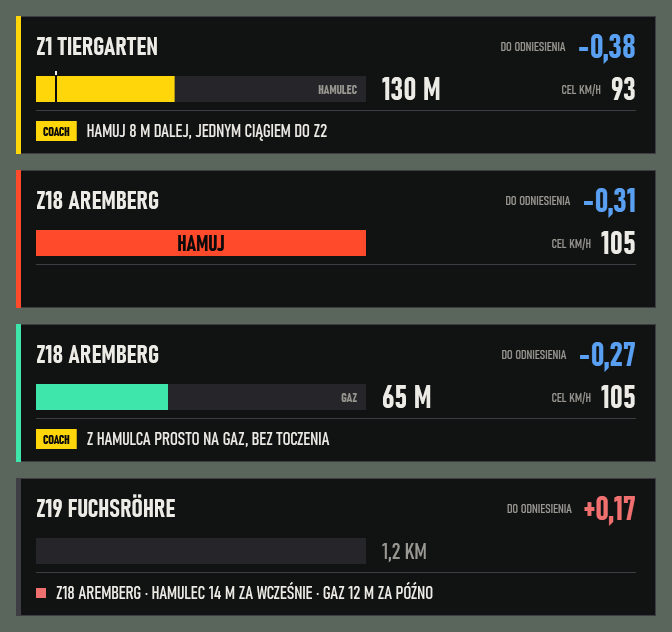 Z1 TIERGARTEN
DO ODNIESIENIA -0,38
HAMULEC 130 M CEL KM/H 93
COACH HAMUJ 8 M DALEJ, JEDNYM CIĄGIEM DO Z2
Z18 AREMBERG
DO ODNIESIENIA -0,31
HAMUJ CEL KM/H 105
Z18 AREMBERG
DO ODNIESIENIA -0,27
GAZ 65 M CEL KM/H 105
COACH Z HAMULCA PROSTO NA GAZ, BEZ TOCZENIA
Z19 FUCHSRÖHRE
DO ODNIESIENIA +0,17
1,2 KM
Z18 AREMBERG · HAMULEC 14 M ZA WCZEŚNIE · GAZ 12 M ZA PÓŹNO